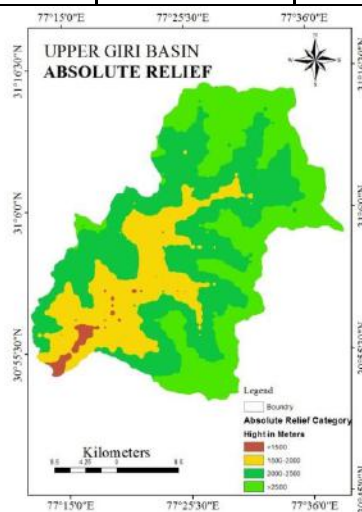 77°15'0"E 77°25'30"E 77°36'0"E
UPPER GIRI BASIN
ABSOLUTE RELIEF
31°16'30"N
31°6'0"N
30°55'30"N
Legend
Boundry
Absolute Relief Category
Hight in Meters
<1500
1500-2000
2000-2500
>2500
Kilometers
77°15'0"E 77°25'30"E 77°36'0"E